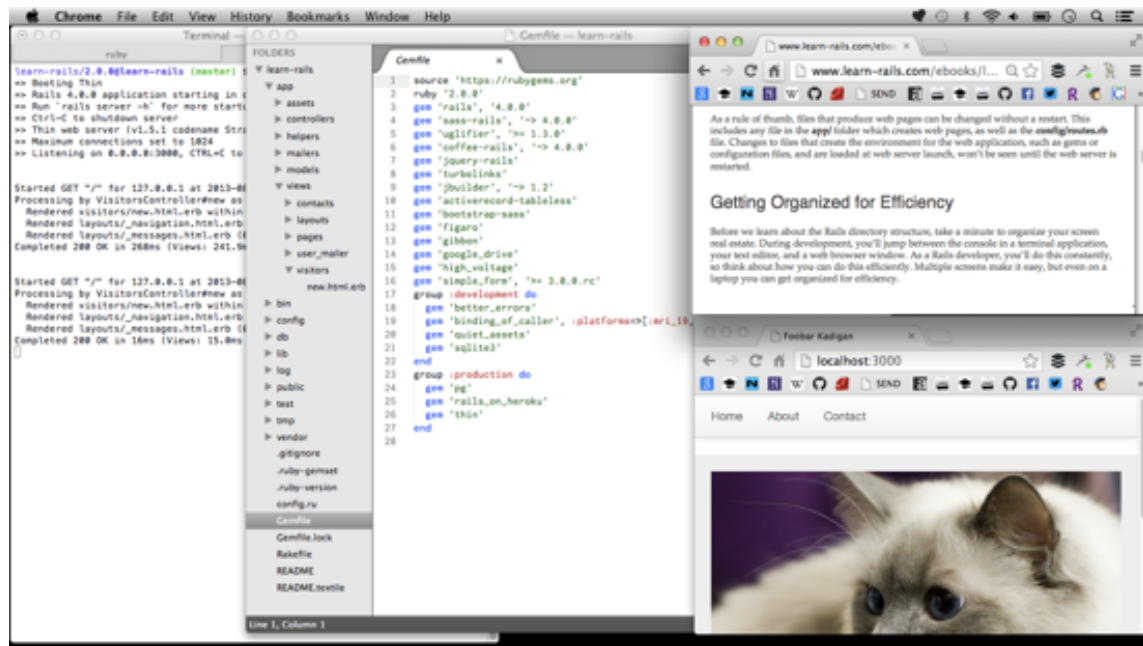 Chrome File Edit View History Bookmarks Window Help
Terminal —
ruby
learn-rails/2.0.0@learn-rails (master) $
=> Booting Thin
=> Rails 4.0.0 application starting in
=> Run `rails server -h` for more startu
=> Ctrl-C to shutdown server
>> Thin web server (v1.5.1 codename Stra
>> Maximum connections set to 1024
>> Listening on 0.0.0.0:3000, CTRL+C to
Started GET "/" for 127.0.0.1 at 2013-
Processing by VisitorsController#new as
Rendered visitors/new.html.erb within
Rendered layouts/_navigation.html.erb
Rendered layouts/_messages.html.erb
Completed 200 OK in 268ms (Views: 241.
Started GET "/" for 127.0.0.1 at 2013-
Processing by VisitorsController#new as
Rendered visitors/new.html.erb within
Rendered layouts/_navigation.html.erb
Rendered layouts/_messages.html.erb
Completed 200 OK in 16ms (Views: 15.0ms
Gemfile — learn-rails
FOLDERS
learn-rails
app
assets
controllers
helpers
mailers
models
views
contacts
layouts
pages
user_mailer
visitors
new.html.erb
bin
config
db
lib
log
public
test
tmp
vendor
.gitignore
.ruby-gemset
.ruby-version
config.ru
Gemfile
Gemfile.lock
Rakefile
README
README.textile
Line 1, Column 1
Gemfile
1 source 'https://rubygems.org'
2 ruby '2.0.0'
3 gem 'rails', '4.0.0'
4 gem 'sass-rails', '~> 4.0.0'
5 gem 'uglifier', '>= 1.3.0'
6 gem 'coffee-rails', '~> 4.0.0'
7 gem 'jquery-rails'
8 gem 'turbolinks'
9 gem 'jbuilder', '~> 1.2'
10 gem 'activerecord-tableless'
11 gem 'bootstrap-sass'
12 gem 'figaro'
13 gem 'gibbon'
14 gem 'google_drive'
15 gem 'high_voltage'
16 gem 'simple_form', '>= 3.0.0.rc'
17 group :development do
18 gem 'better_errors'
19 gem 'binding_of_caller', :platforms=>[:mri_19,
20 gem 'quiet_assets'
21 gem 'sqlite3'
22 end
23 group :production do
24 gem 'pg'
25 gem 'rails_on_heroku'
26 gem 'thin'
27 end
28
www.learn-rails.com/ebo
www.learn-rails.com/ebooks/l...
SEND
As a rule of thumb, files that produce web pages can be changed without a restart. This
includes any file in the app/ folder which creates web pages, as well as the config/routes.rb
file. Changes to files that create the environment for the web application, such as gems or
configuration files, and are loaded at web server launch, won't be seen until the web server is
restarted.
Getting Organized for Efficiency
Before we learn about the Rails directory structure, take a minute to organize your screen
real estate. During development, you'll jump between the console in a terminal application,
your text editor, and a web browser window. As a Rails developer, you'll do this constantly,
so think about how you can do this efficiently. Multiple screens make it easy, but even on a
laptop you can get organized for efficiency.
Foobar Kadigan
localhost:3000
SEND
Home About Contact